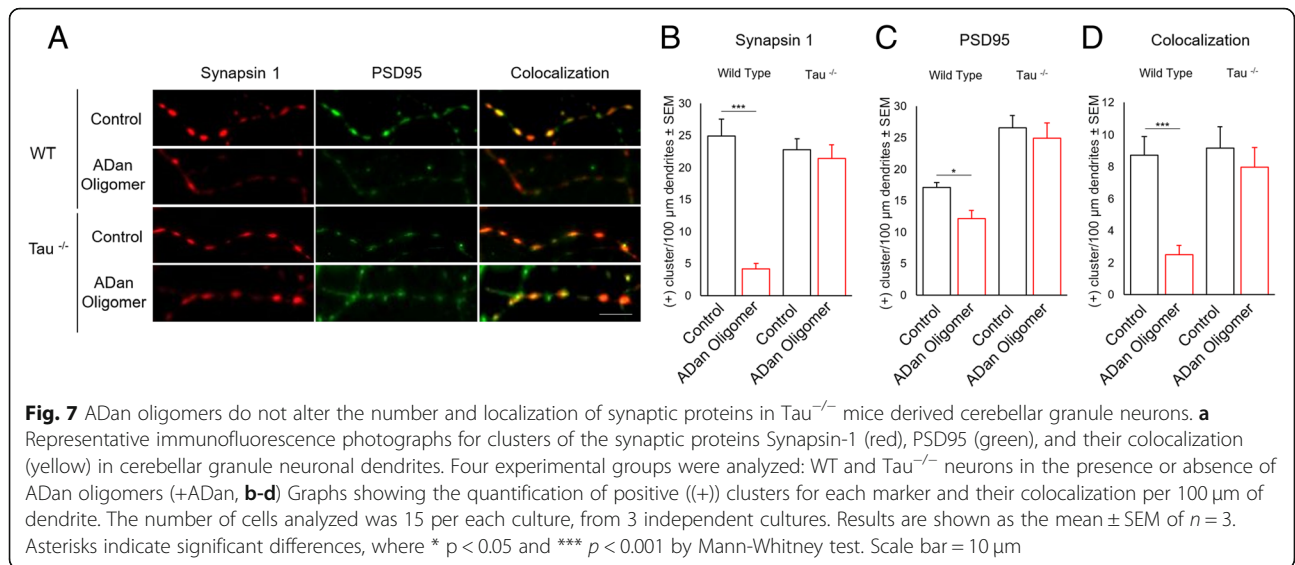 A
Synapsin 1 PSD95 Colocalization
WT
Control
ADan
Oligomer
Tau -/-
Control
ADan
Oligomer
B
Synapsin 1
Wild Type Tau -/-
(+) cluster/100 µm dendrites ± SEM
30
25
20
15
10
5
0
***
Control
ADan Oligomer
Control
ADan Oligomer
C
PSD95
Wild Type Tau -/-
(+) cluster/100 µm dendrites ± SEM
30
25
20
15
10
5
0
*
Control
ADan Oligomer
Control
ADan Oligomer
D
Colocalization
Wild Type Tau -/-
(+) cluster/100 µm dendrites ± SEM
12
10
8
6
4
2
0
***
Control
ADan Oligomer
Control
ADan Oligomer
Fig. 7 ADan oligomers do not alter the number and localization of synaptic proteins in Tau−/− mice derived cerebellar granule neurons. a
Representative immunofluorescence photographs for clusters of the synaptic proteins Synapsin-1 (red), PSD95 (green), and their colocalization
(yellow) in cerebellar granule neuronal dendrites. Four experimental groups were analyzed: WT and Tau−/− neurons in the presence or absence of
ADan oligomers (+ADan, b-d) Graphs showing the quantification of positive ((+)) clusters for each marker and their colocalization per 100 µm of
dendrite. The number of cells analyzed was 15 per each culture, from 3 independent cultures. Results are shown as the mean ± SEM of n = 3.
Asterisks indicate significant differences, where * p < 0.05 and *** p < 0.001 by Mann-Whitney test. Scale bar = 10 µm